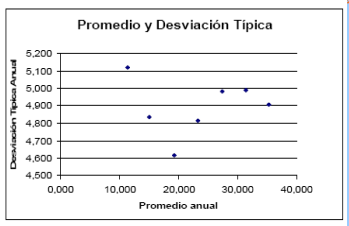 Promedio y Desviación Típica
Desviación Típica Anual
5,200
5,100
5,000
4,900
4,800
4,700
4,600
4,500
0,000 10,000 20,000 30,000 40,000
Promedio anual